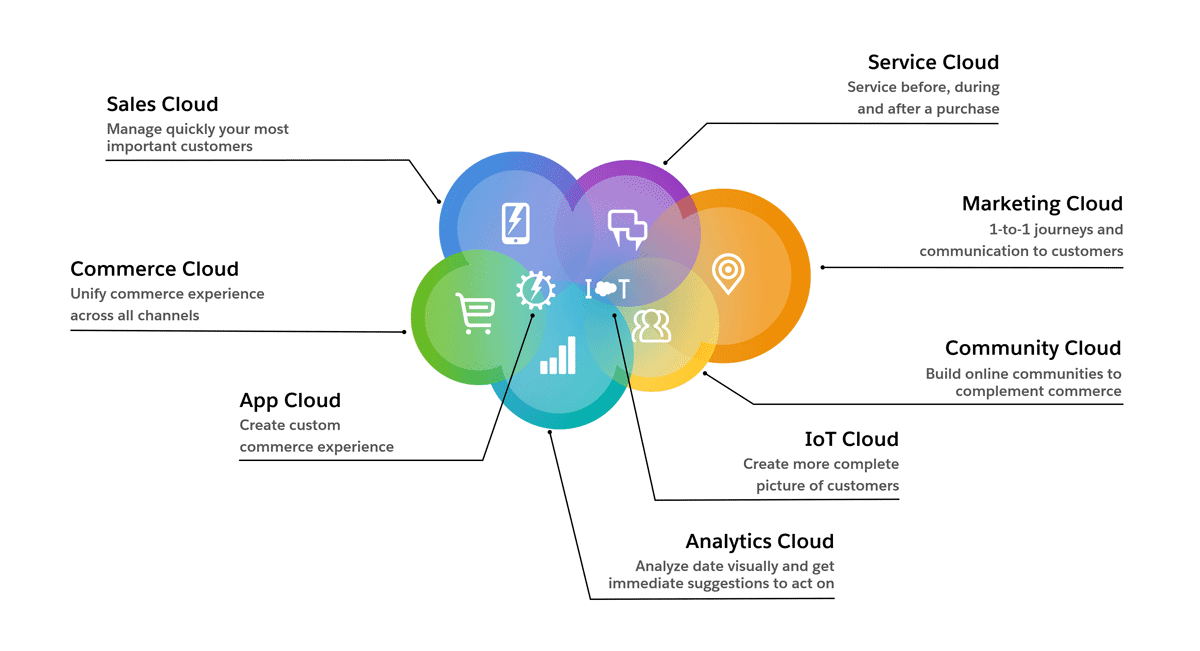 Service Cloud
Service before, during
and after a purchase
Sales Cloud
Manage quickly your most
important customers
Marketing Cloud
1-to-1 journeys and
communication to customers
Commerce Cloud
Unify commerce experience
across all channels
IoT
Community Cloud
Build online communities to
complement commerce
App Cloud
Create custom
commerce experience
IoT Cloud
Create more complete
picture of customers
Analytics Cloud
Analyze date visually and get
immediate suggestions to act on